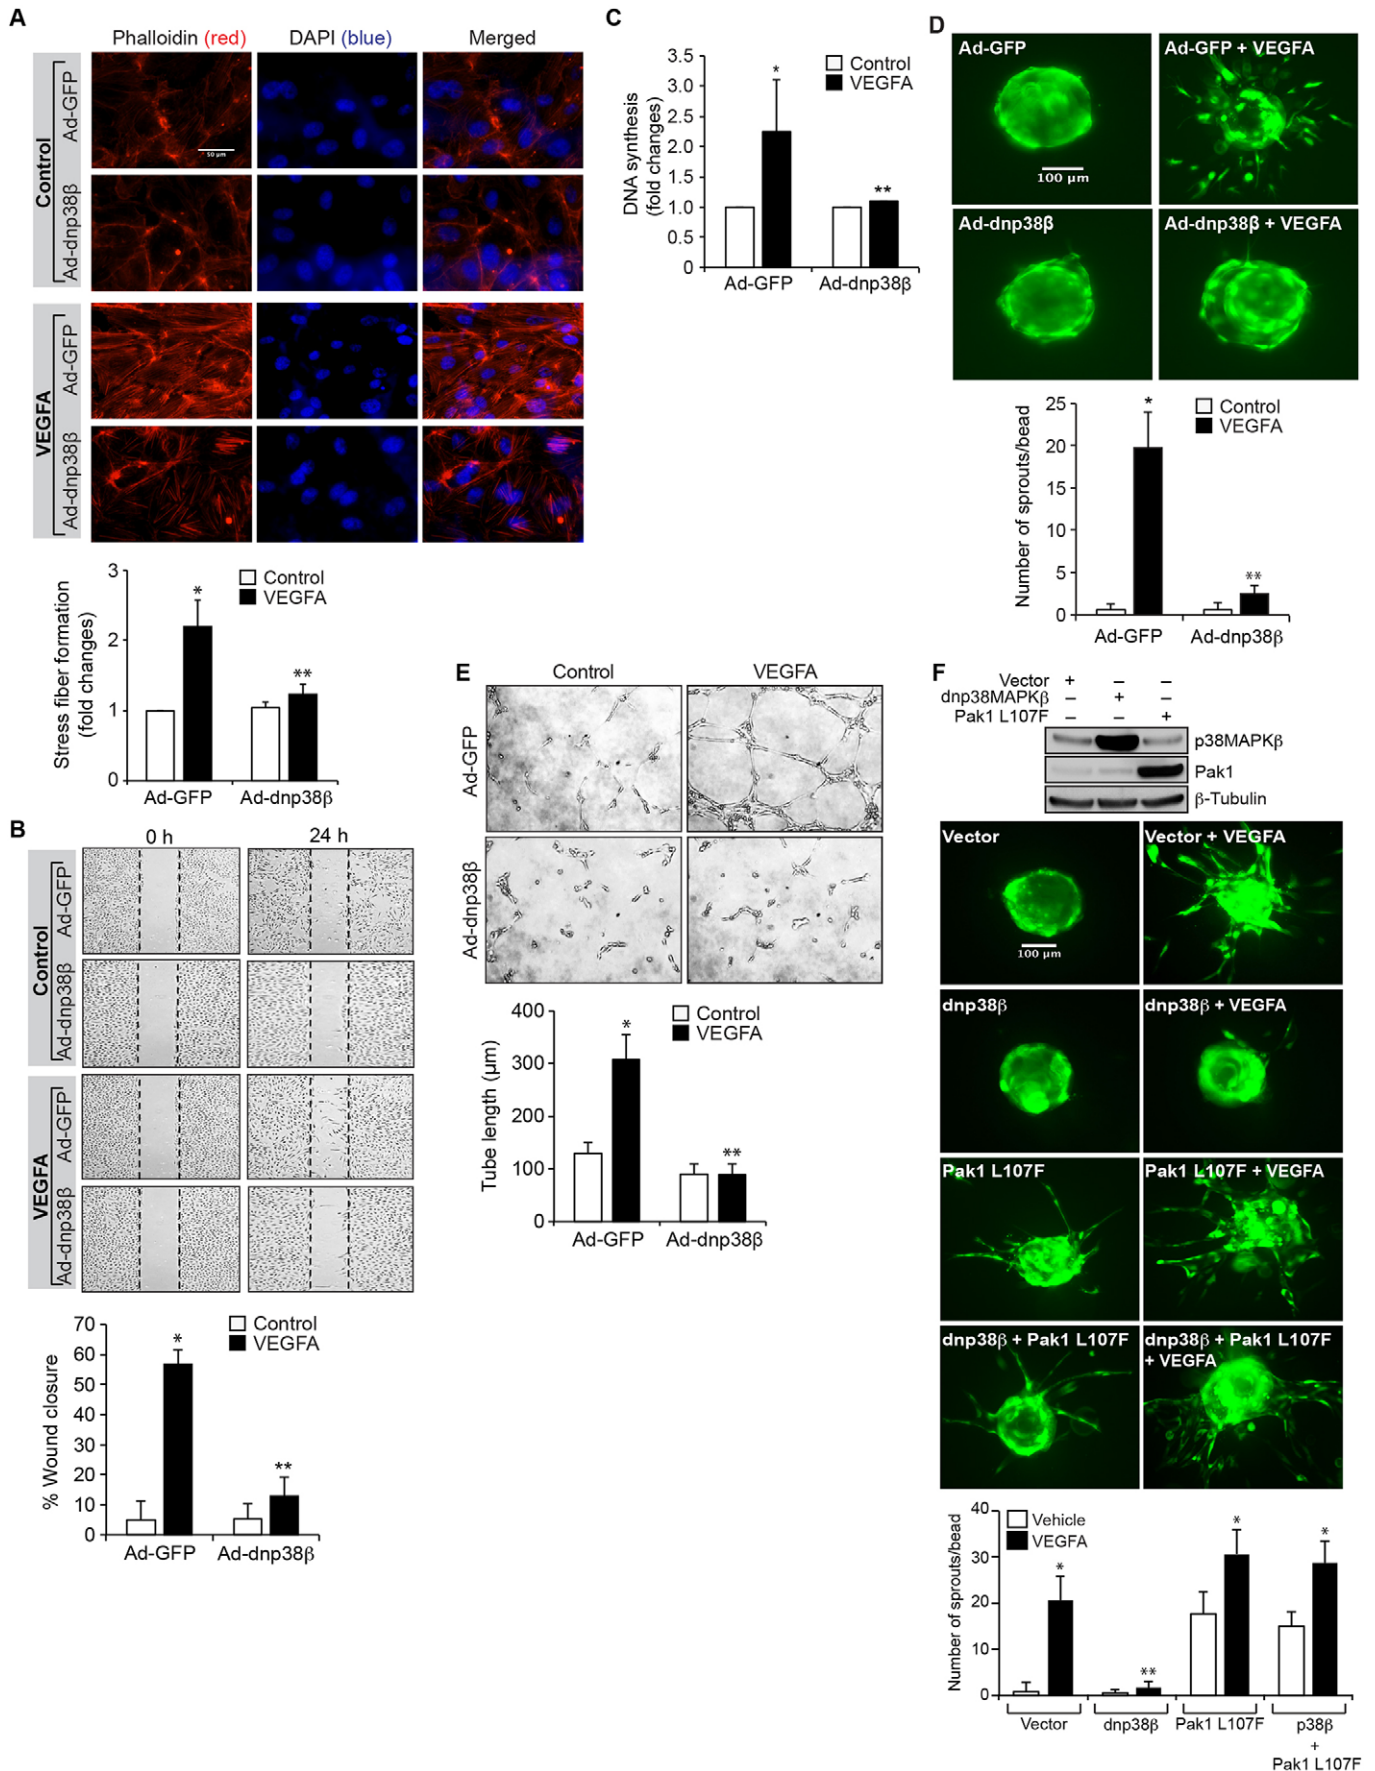 A
Phalloidin (red)
DAPI (blue)
Merged
Control
Ad-GFP
Ad-dnp38β
50 µm
VEGFA
Ad-GFP
Ad-dnp38β
Stress fiber formation
(fold changes)
3
2
1
0
*
**
Control
VEGFA
Ad-GFP
Ad-dnp38β
B
0 h
24 h
Control
Ad-GFP
Ad-dnp38β
VEGFA
Ad-GFP
Ad-dnp38β
% Wound closure
70
60
50
40
30
20
10
0
*
**
Control
VEGFA
Ad-GFP
Ad-dnp38β
C
DNA synthesis
(fold changes)
3.5
3.0
2.5
2.0
1.5
1.0
0.5
0
*
**
Control
VEGFA
Ad-GFP
Ad-dnp38β
D
Ad-GFP
Ad-GFP + VEGFA
100 µm
Ad-dnp38β
Ad-dnp38β + VEGFA
Number of sprouts/bead
25
20
15
10
5
0
*
**
Control
VEGFA
Ad-GFP
Ad-dnp38β
E
Control
VEGFA
Ad-GFP
Ad-dnp38β
Tube length (µm)
400
300
200
100
0
*
**
Control
VEGFA
Ad-GFP
Ad-dnp38β
F
Vector + – –
dnp38MAPKβ – + –
Pak1 L107F – – +
p38MAPKβ
Pak1
β-Tubulin
Vector
Vector + VEGFA
100 µm
dnp38β
dnp38β + VEGFA
Pak1 L107F
Pak1 L107F + VEGFA
dnp38β + Pak1 L107F
dnp38β + Pak1 L107F
+ VEGFA
Number of sprouts/bead
40
30
20
10
0
*
**
*
*
Vehicle
VEGFA
Vector
dnp38β
Pak1 L107F
p38β
+
Pak1 L107F